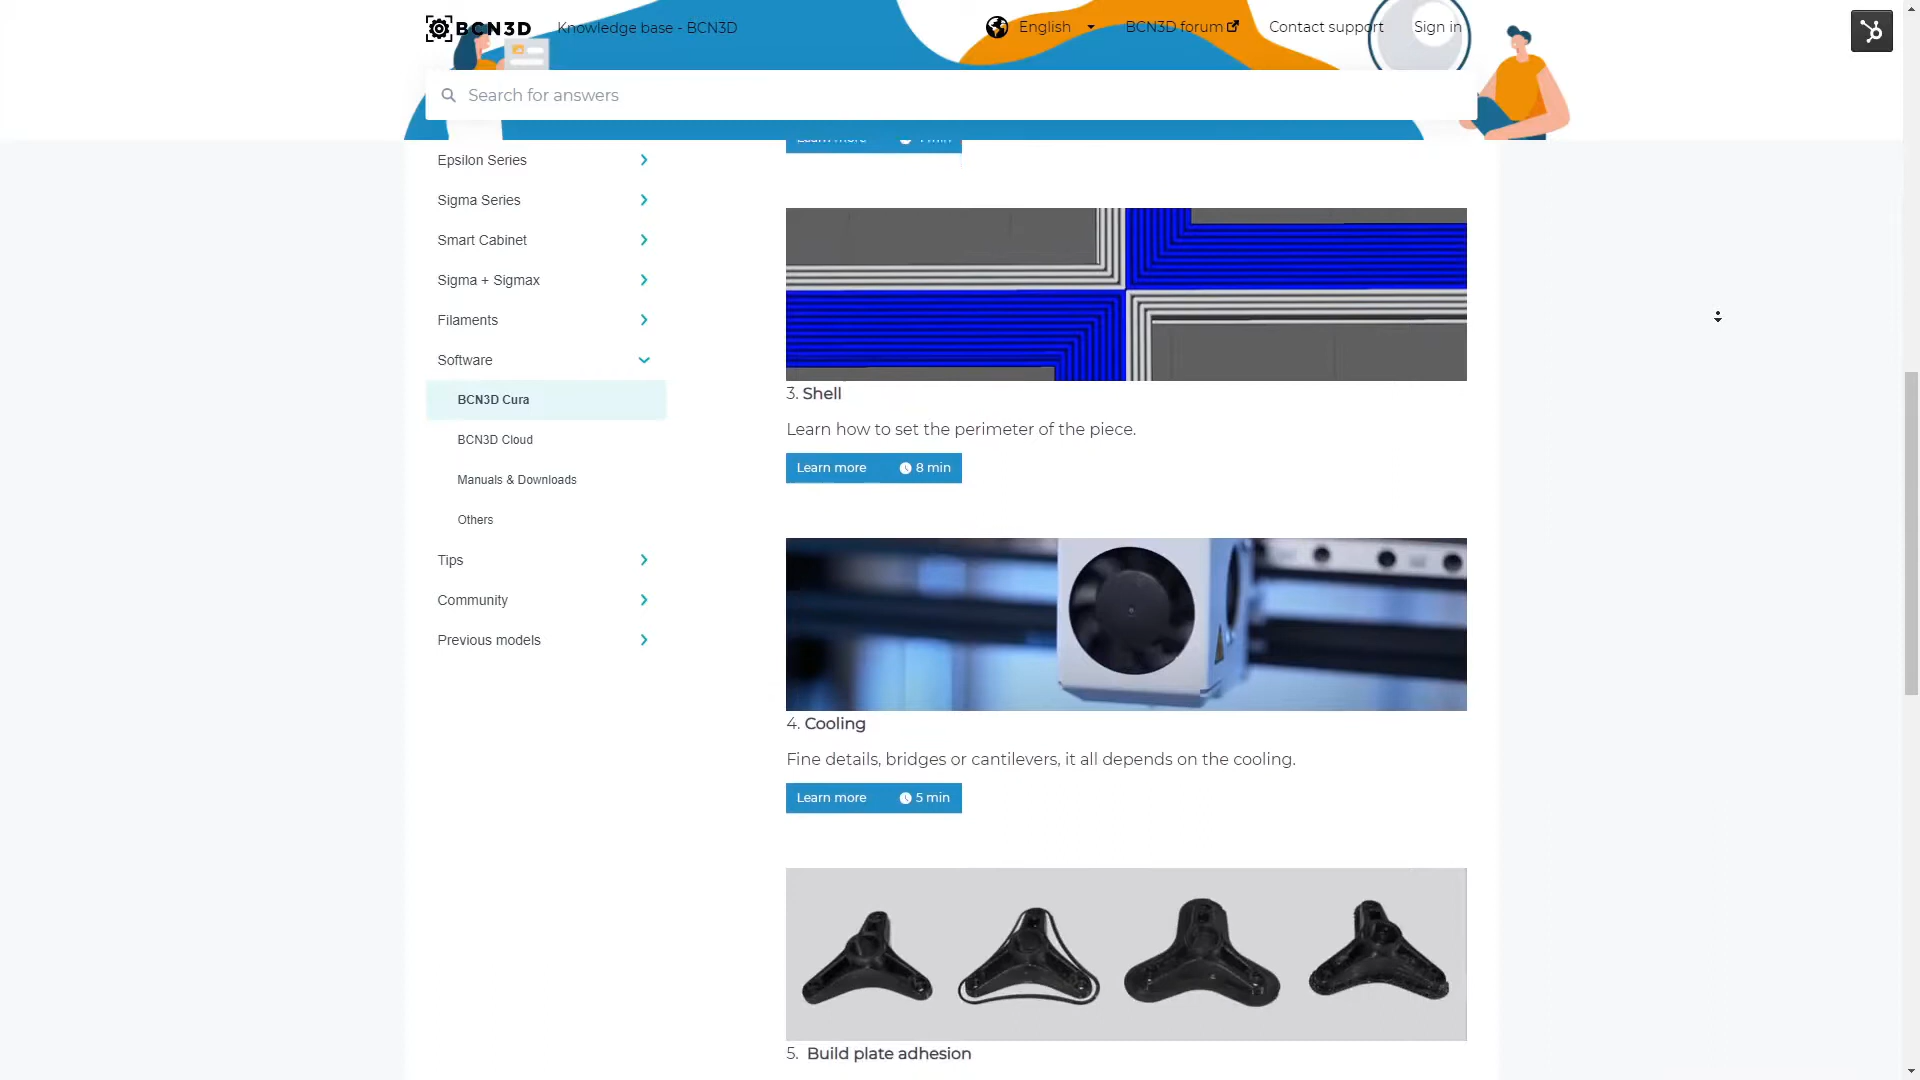 BCN3D
Knowledge base - BCN3D
English
BCN3D forum
Contact support
Sign in
Search for answers
Epsilon Series
Sigma Series
Smart Cabinet
Sigma + Sigmax
Filaments
Software
BCN3D Cura
BCN3D Cloud
Manuals & Downloads
Others
Tips
Community
Previous models
3. Shell
Learn how to set the perimeter of the piece.
Learn more 8 min
4. Cooling
Fine details, bridges or cantilevers, it all depends on the cooling.
Learn more 5 min
5. Build plate adhesion